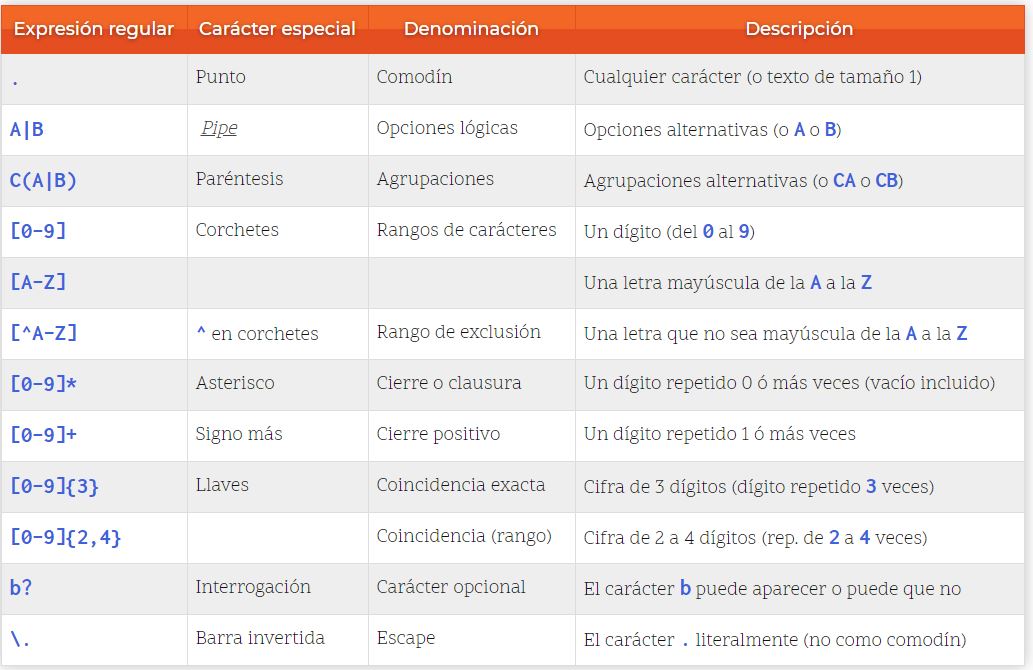 Expresión regular Carácter especial Denominación Descripción
. Punto Comodín Cualquier carácter (o texto de tamaño 1)
A|B Pipe Opciones lógicas Opciones alternativas (o A o B)
C(A|B) Paréntesis Agrupaciones Agrupaciones alternativas (o CA o CB)
[0-9] Corchetes Rangos de carácteres Un dígito (del 0 al 9)
[A-Z] Una letra mayúscula de la A a la Z
[^A-Z] ^ en corchetes Rango de exclusión Una letra que no sea mayúscula de la A a la Z
[0-9]* Asterisco Cierre o clausura Un dígito repetido 0 ó más veces (vacío incluido)
[0-9]+ Signo más Cierre positivo Un dígito repetido 1 ó más veces
[0-9]{3} Llaves Coincidencia exacta Cifra de 3 dígitos (dígito repetido 3 veces)
[0-9]{2,4} Coincidencia (rango) Cifra de 2 a 4 dígitos (rep. de 2 a 4 veces)
b? Interrogación Carácter opcional El carácter b puede aparecer o puede que no
\. Barra invertida Escape El carácter . literalmente (no como comodín)